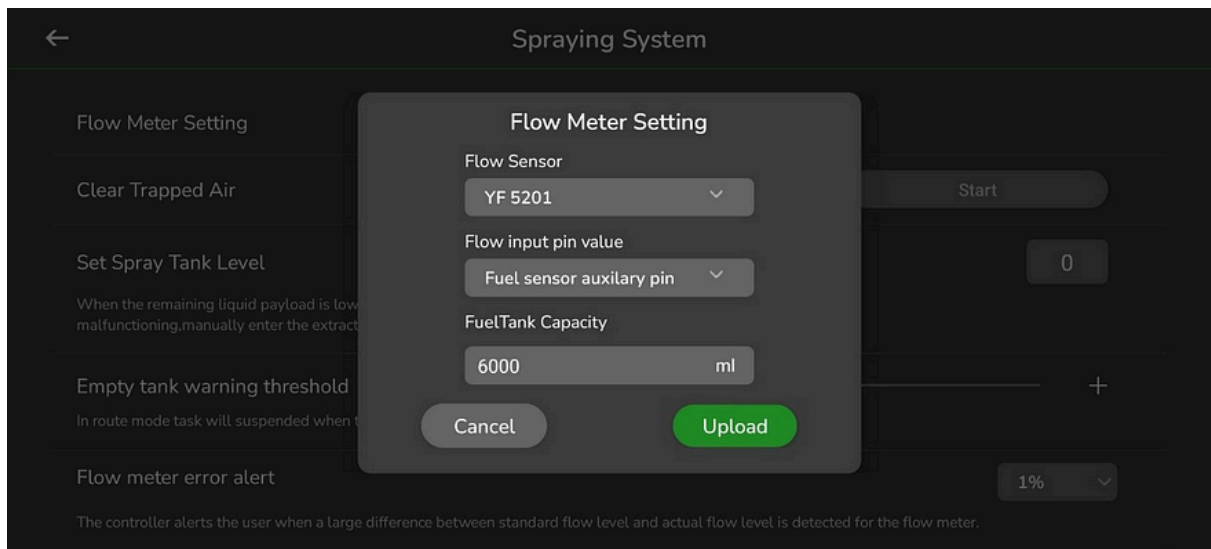 Spraying System
Flow Meter Setting
Flow Meter Setting
Flow Sensor
YF 5201
Flow input pin value
Fuel sensor auxilary pin
FuelTank Capacity
6000 ml
Cancel Upload
Clear Trapped Air
Start
Set Spray Tank Level
0
When the remaining liquid payload is low
malfunctioning,manually enter the extract
Empty tank warning threshold
+
In route mode task will suspended when
Flow meter error alert
1%
The controller alerts the user when a large difference between standard flow level and actual flow level is detected for the flow meter.